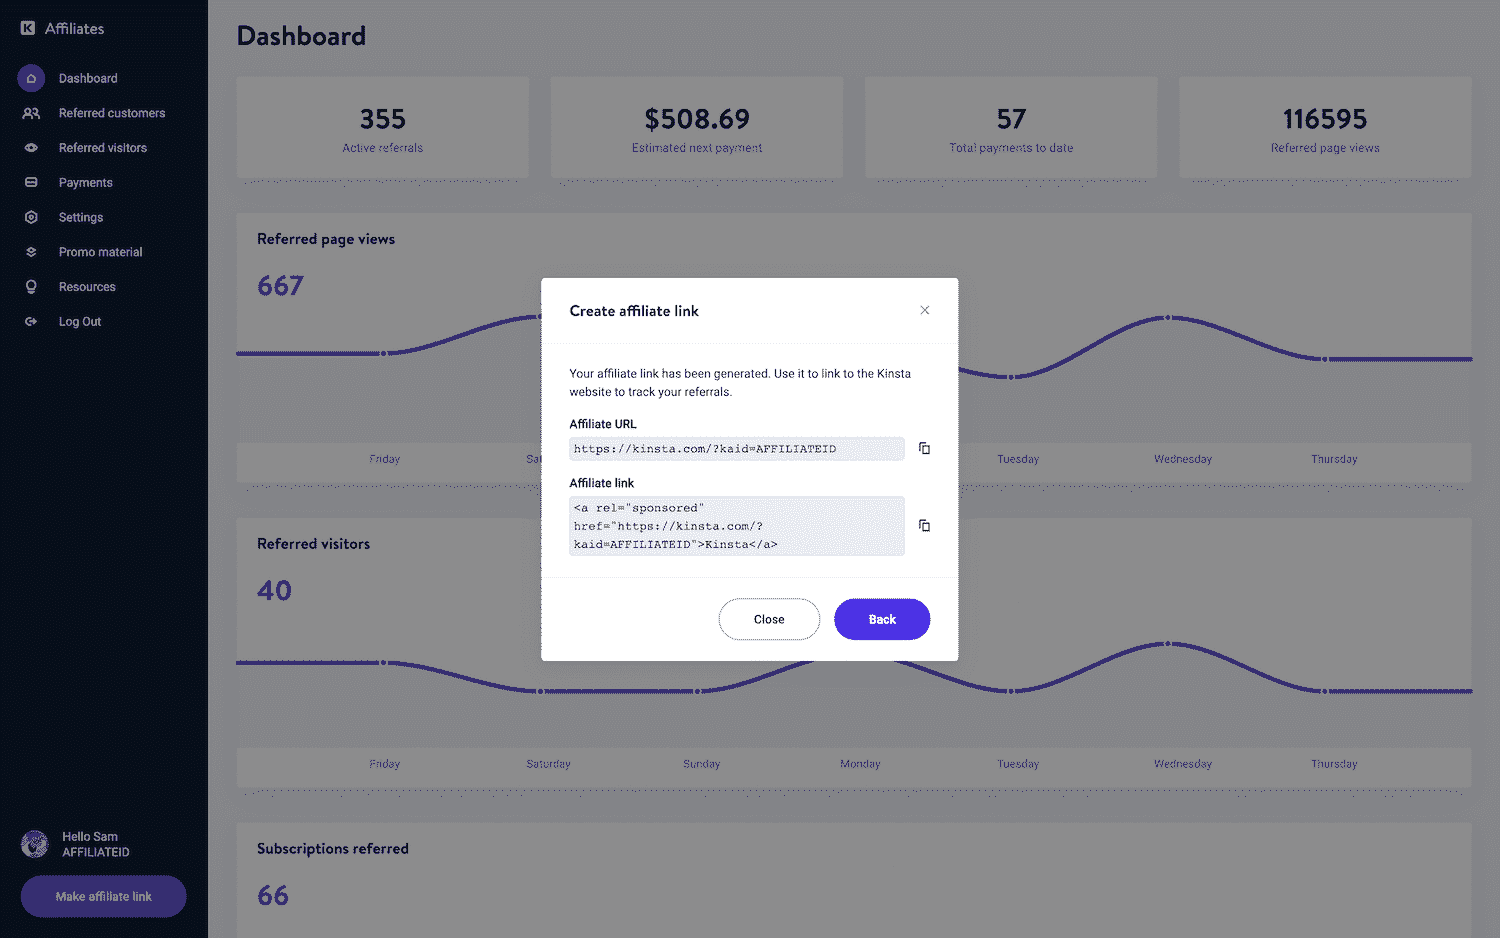 K Affiliates
Dashboard
Referred customers
Referred visitors
Payments
Settings
Promo material
Resources
Log Out
Hello Sam
AFFILIATEID
Make affiliate link
Dashboard
355
Active referrals
$508.69
Estimated next payment
57
Total payments to date
116595
Referred page views
Referred page views
667
Friday
Sat
Tuesday
Wednesday
Thursday
Create affiliate link
Your affiliate link has been generated. Use it to link to the Kinsta
website to track your referrals.
Affiliate URL
https://kinsta.com/?kaid=AFFILIATEID
Affiliate link
<a rel="sponsored"
href="https://kinsta.com/?
kaid=AFFILIATEID">Kinsta</a>
Close
Back
Referred visitors
40
Friday
Saturday
Sunday
Monday
Tuesday
Wednesday
Thursday
Subscriptions referred
66